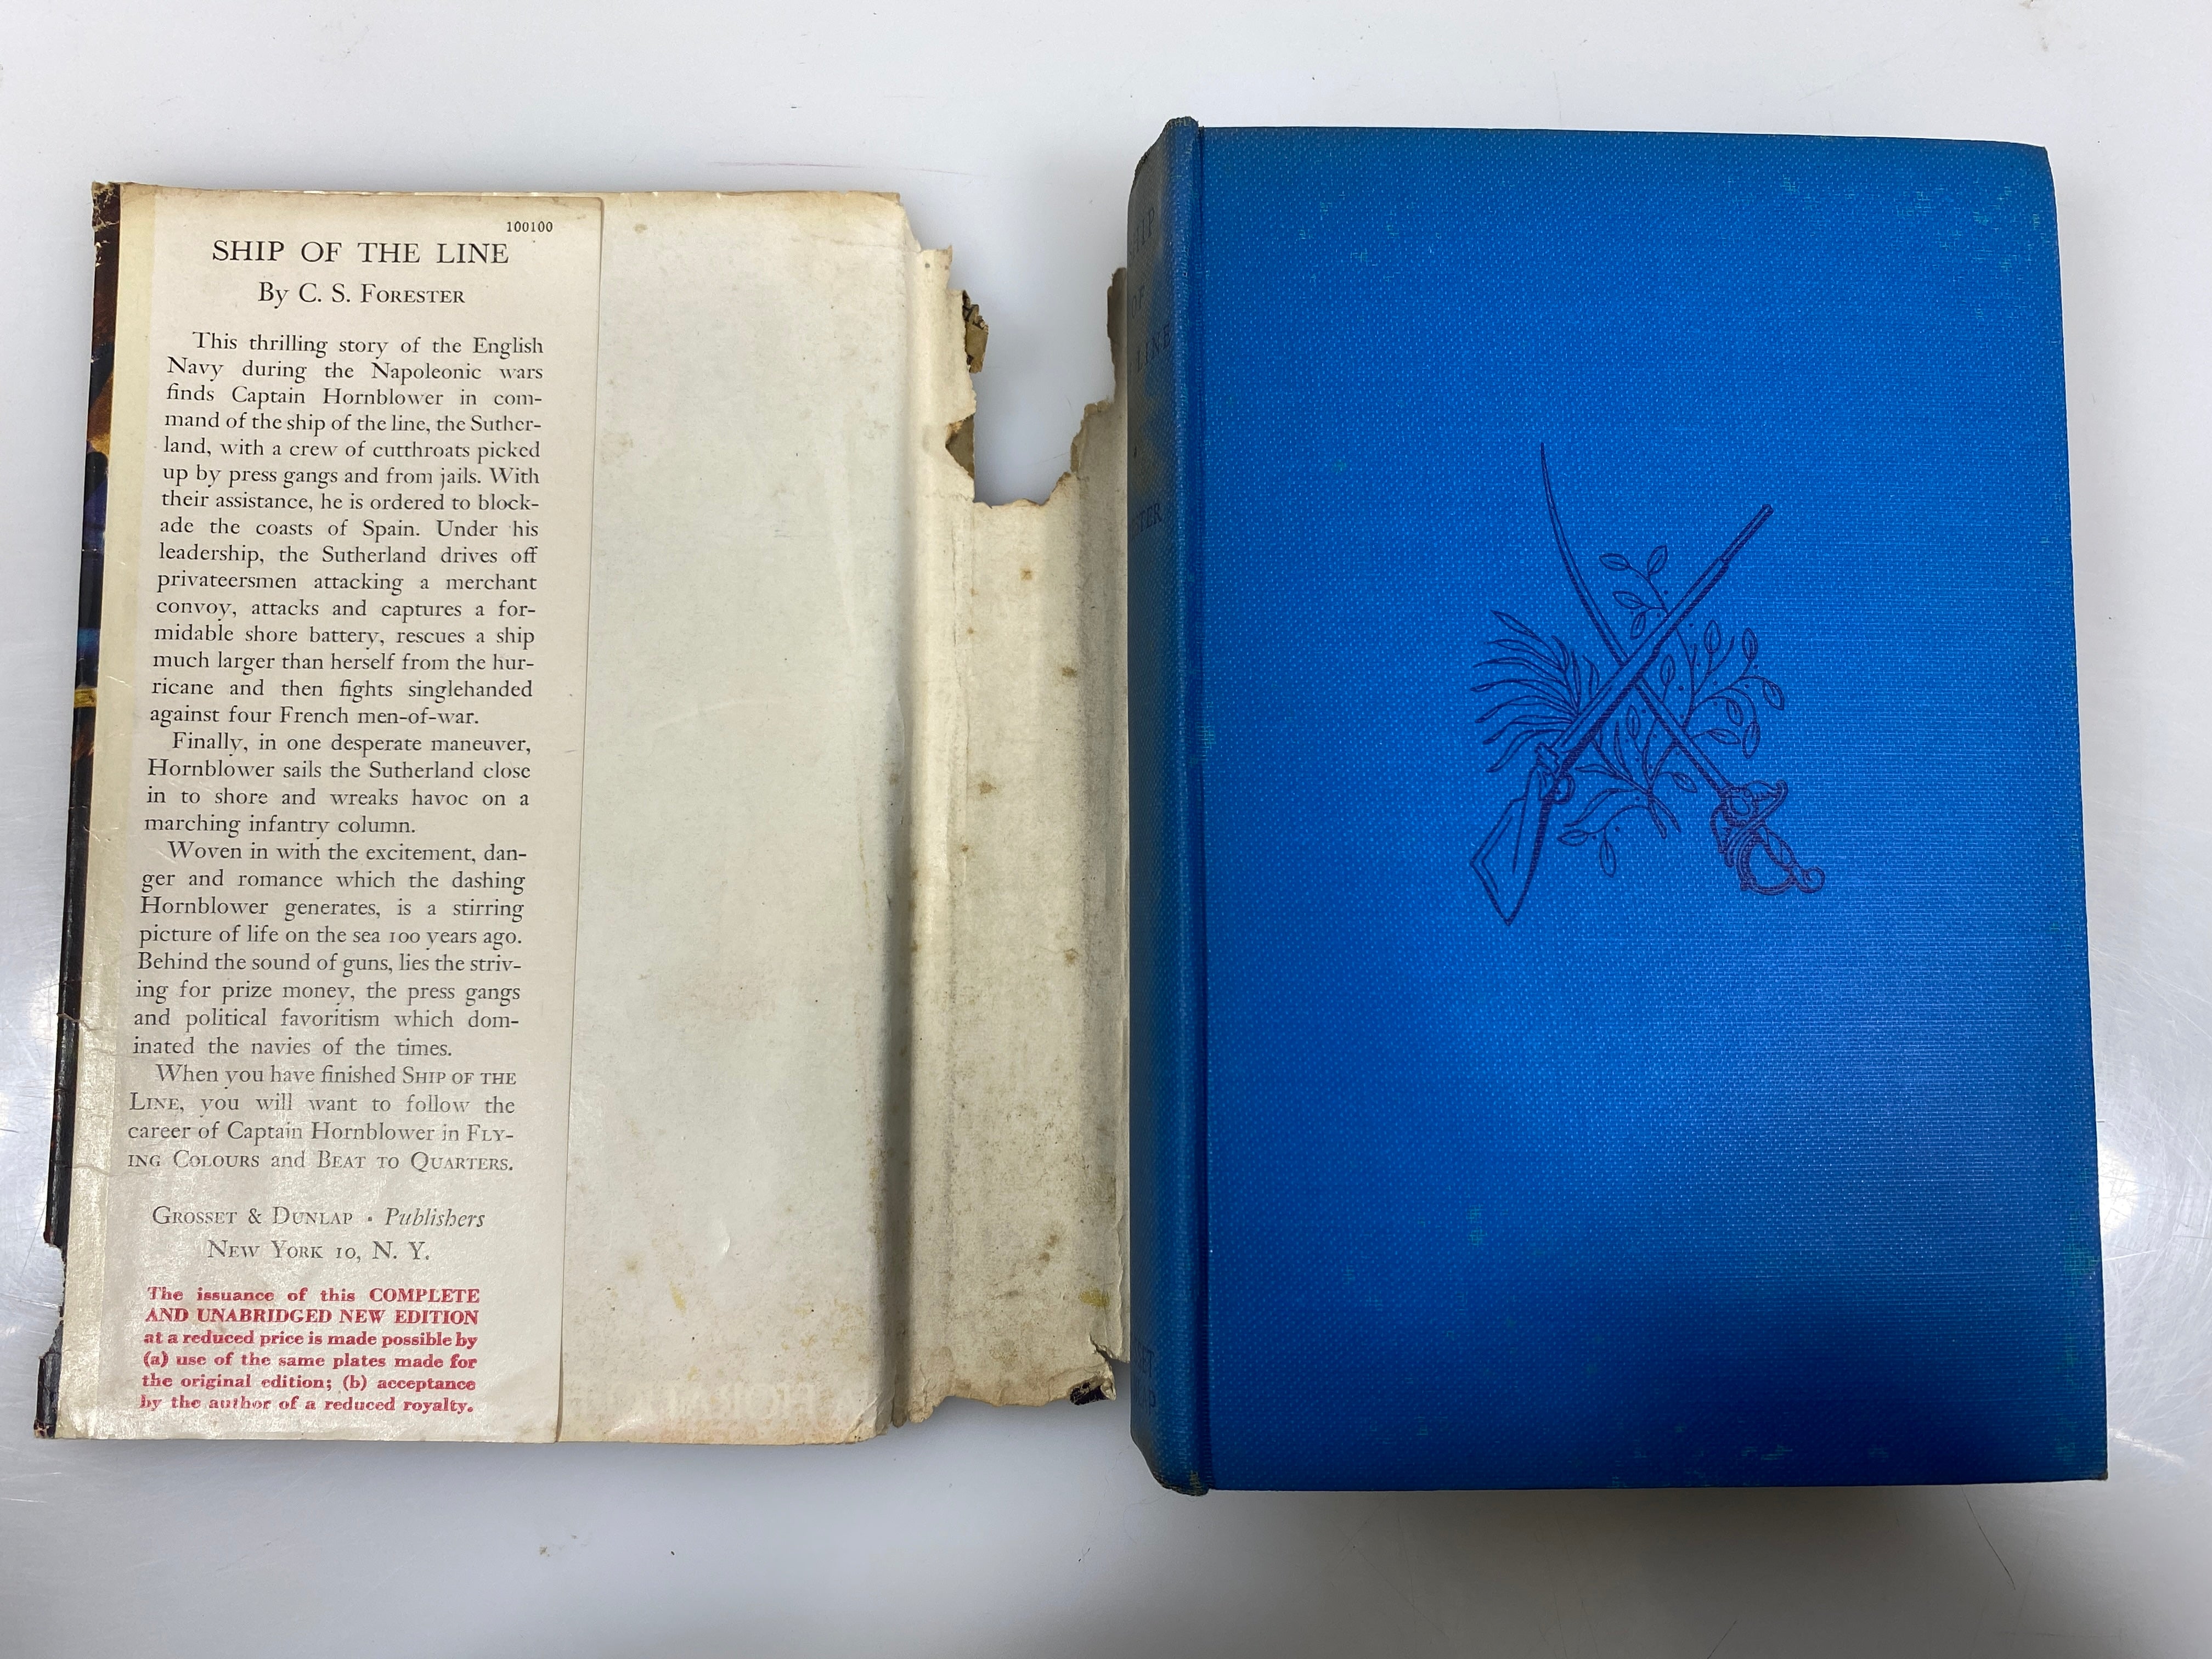 100100
SHIP OF THE LINE
By C. S. FORESTER
This thrilling story of the English
Navy during the Napoleonic wars
finds Captain Hornblower in com-
mand of the ship of the line, the Suther-
land, with a crew of cutthroats picked
up by press gangs and from jails. With
their assistance, he is ordered to block-
ade the coasts of Spain. Under his
leadership, the Sutherland drives off
privateersmen attacking a merchant
convoy, attacks and captures a for-
midable shore battery, rescues a ship
much larger than herself from the hur-
ricane and then fights singlehanded
against four French men-of-war.
Finally, in one desperate maneuver,
Hornblower sails the Sutherland close
in to shore and wreaks havoc on a
marching infantry column.
Woven in with the excitement, dan-
ger and romance which the dashing
Hornblower generates, is a stirring
picture of life on the sea 100 years ago.
Behind the sound of guns, lies the striv-
ing for prize money, the press gangs
and political favoritism which dom-
inated the navies of the times.
When you have finished SHIP OF THE
LINE, you will want to follow the
career of Captain Hornblower in FLY-
ING COLOURS and BEAT TO QUARTERS.
GROSSET & DUNLAP • Publishers
NEW YORK 10, N. Y.
The issuance of this COMPLETE
AND UNABRIDGED NEW EDITION
at a reduced price is made possible by
(a) use of the same plates made for
the original edition; (b) acceptance
by the author of a reduced royalty.
OF
LINE